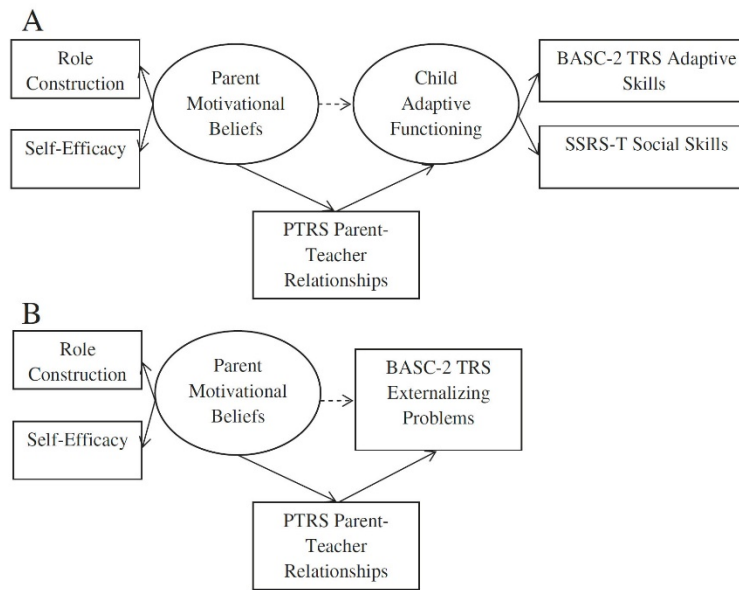 A
Role
Construction
Self-Efficacy
Parent
Motivational
Beliefs
Child
Adaptive
Functioning
BASC-2 TRS Adaptive
Skills
SSRS-T Social Skills
PTRS Parent-
Teacher
Relationships
B
Role
Construction
Self-Efficacy
Parent
Motivational
Beliefs
BASC-2 TRS
Externalizing
Problems
PTRS Parent-
Teacher
Relationships